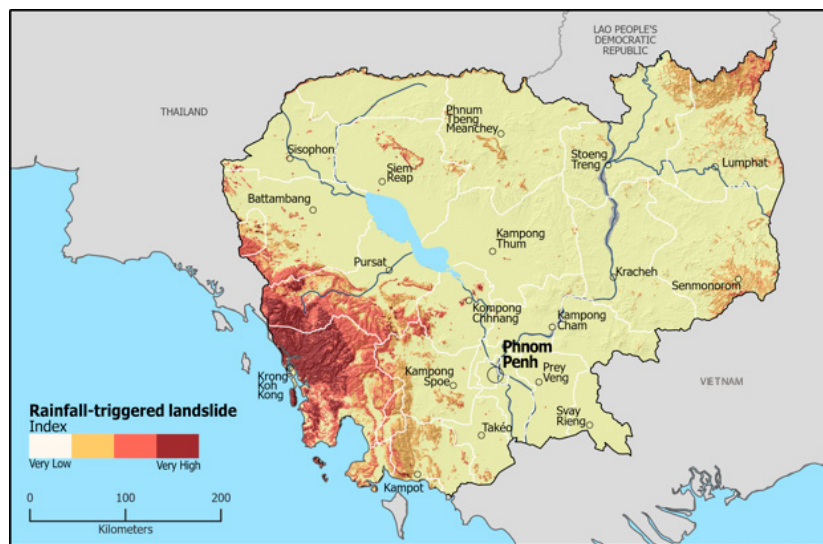 LAO PEOPLE'S
DEMOCRATIC
REPUBLIC
THAILAND
Phnum
Tbeng
Meanchey
Sisophon
Siem
Reap
Stoeng
Treng
Lumphat
Battambang
Kampong
Thum
Pursat
Kracheh
Senmonorom
Kompong
Chhnang
Kampong
Cham
Phnom
Penh
Krong
Koh
Kong
Kampong
Spoe
Prey
Veng
VIETNAM
Svay
Rieng
Takéo
Kampot
Rainfall-triggered landslide
Index
Very Low
Very High
0
100
200
Kilometers